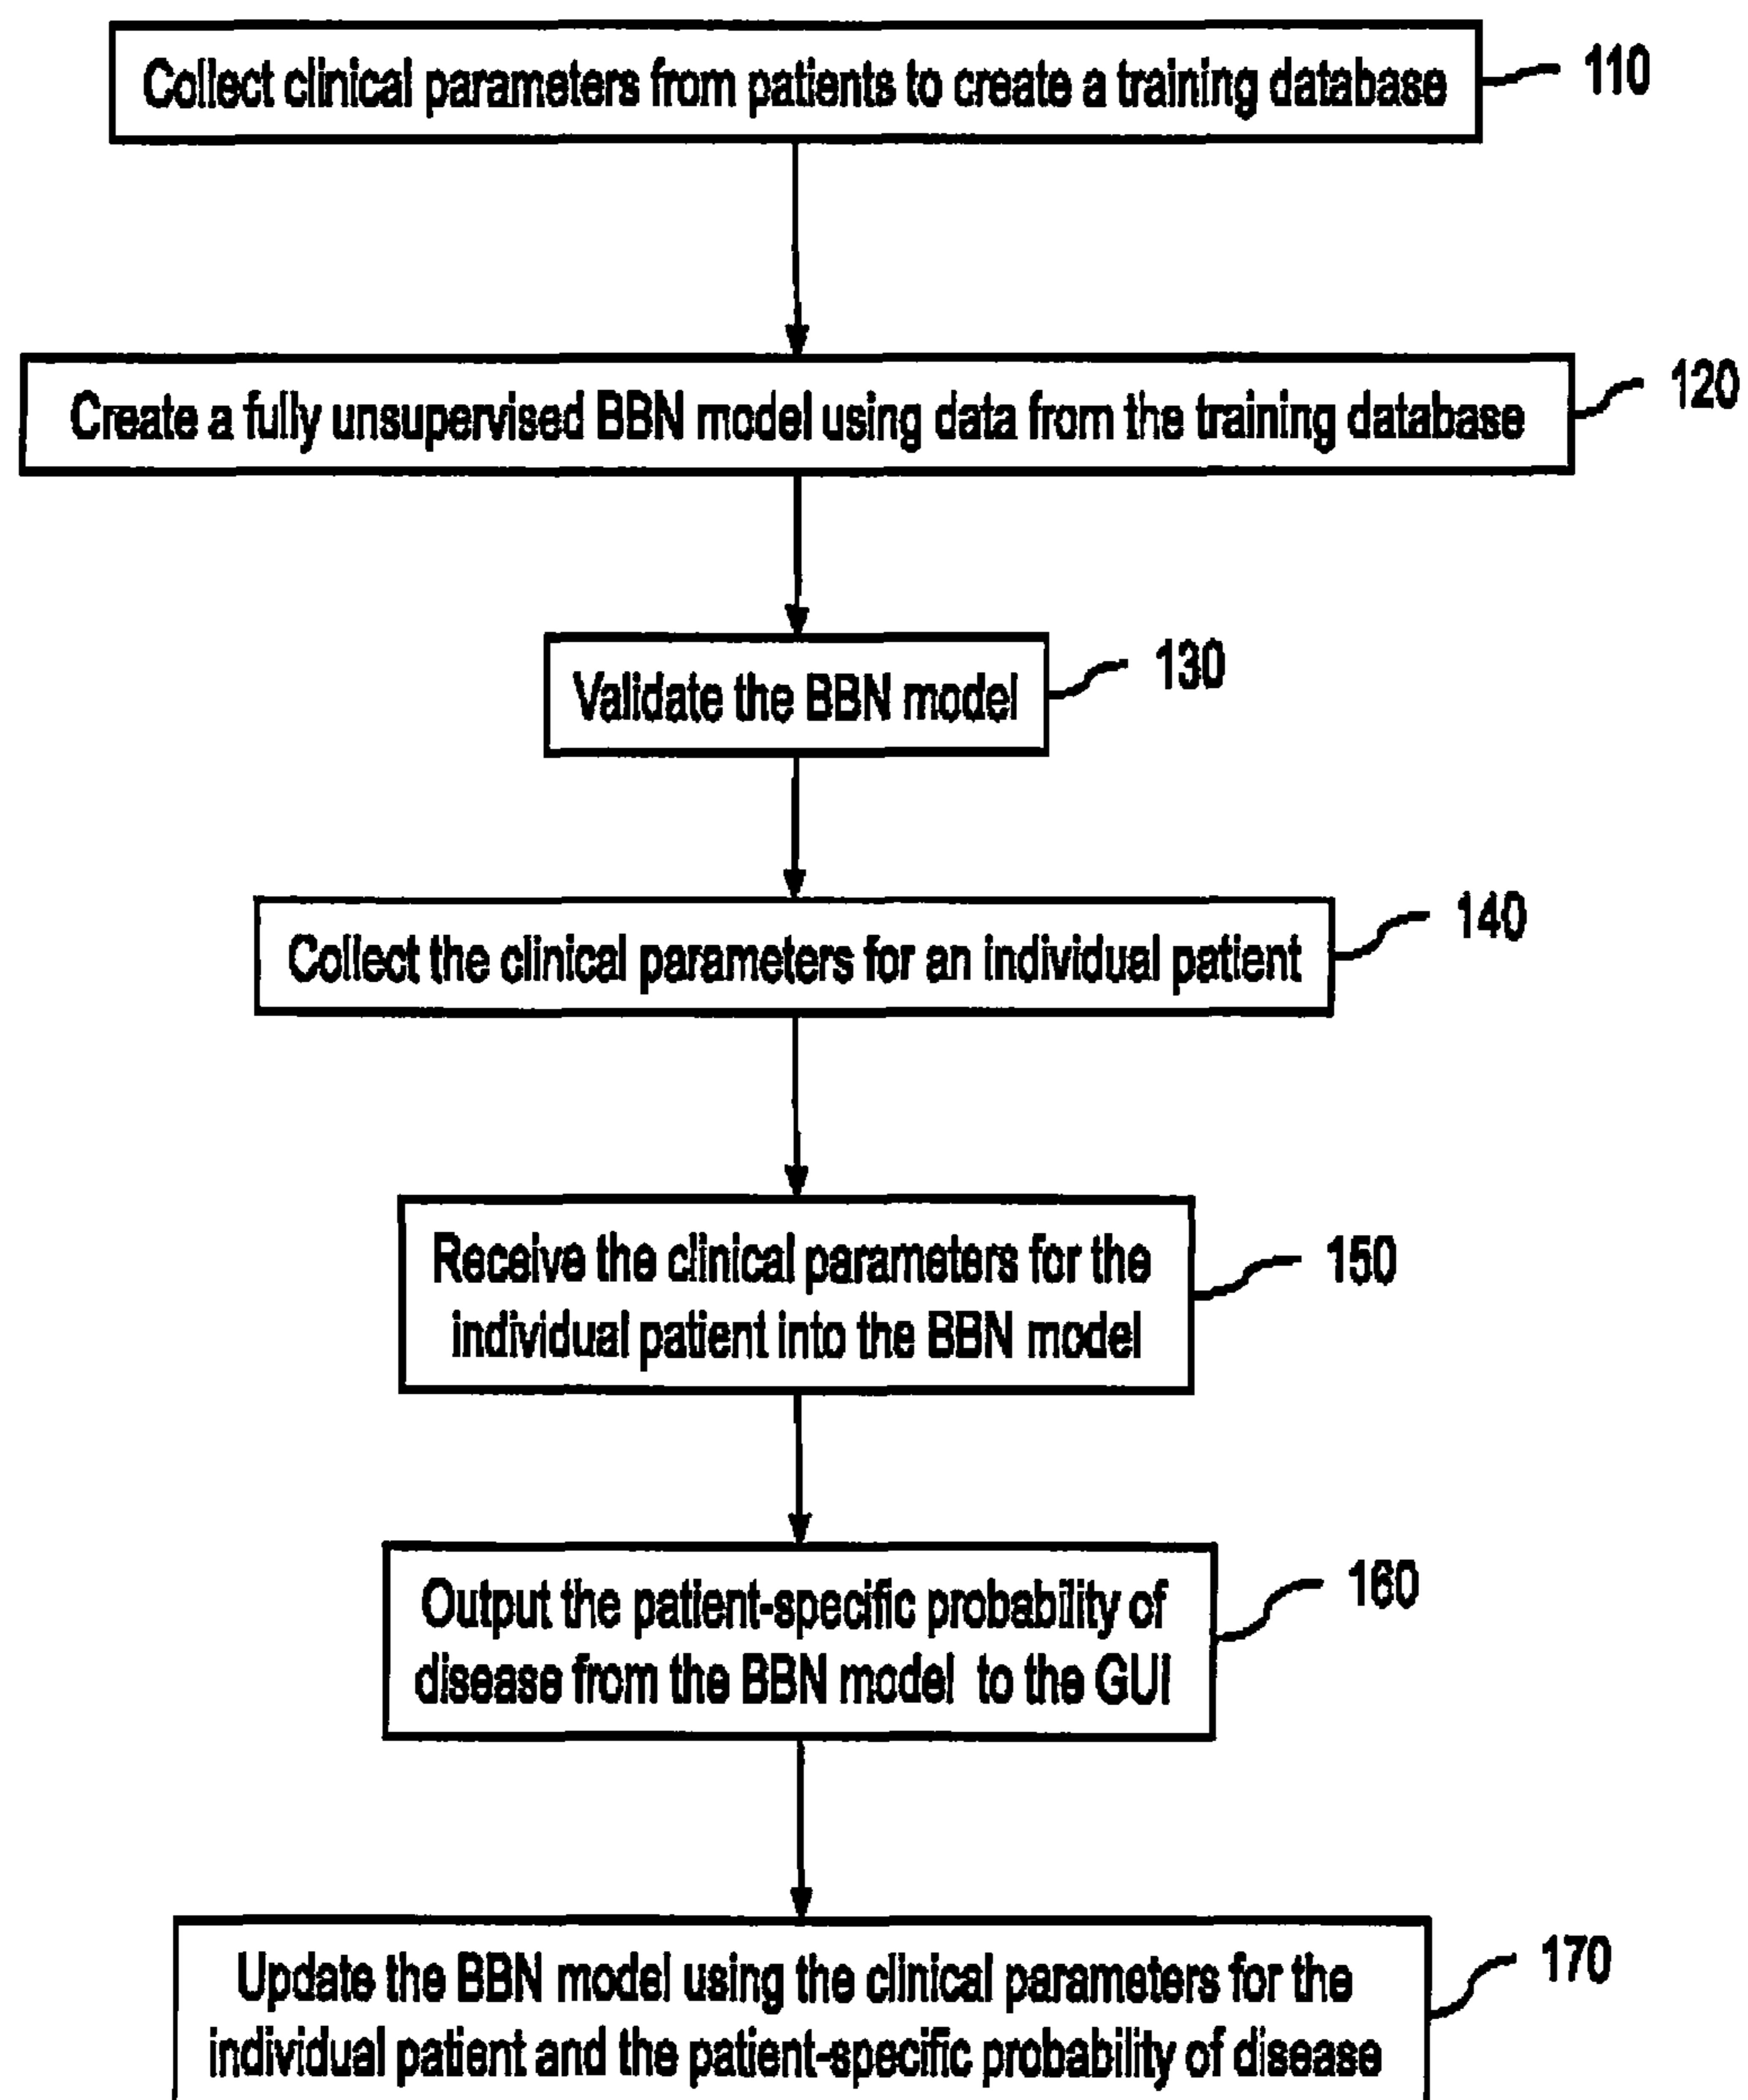 Collect clinical parameters from patients to create a training database
110
Create a fully unsupervised BBN model using data from the training database
120
Validate the BBN model
130
Collect the clinical parameters for an individual patient
140
Receive the clinical parameters for the
individual patient into the BBN model
150
Output the patient-specific probability of
disease from the BBN model to the GUI
160
Update the BBN model using the clinical parameters for the
individual patient and the patient-specific probability of disease
170